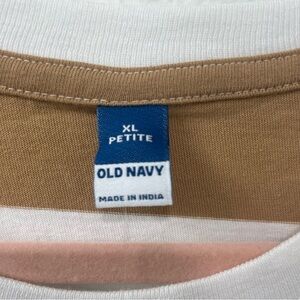 XL
PETITE
OLD NAVY
MADE IN INDIA